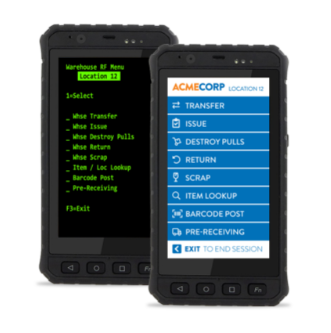 Warehouse RF Menu
Location 12
1=Select
_ Whse Transfer
_ Whse Issue
_ Whse Destroy Pulls
_ Whse Return
_ Whse Scrap
_ Item / Loc Lookup
_ Barcode Post
_ Pre-Receiving
F3=Exit
Fn
ACMECORP LOCATION 12
TRANSFER
ISSUE
DESTROY PULLS
RETURN
SCRAP
ITEM LOOKUP
BARCODE POST
PRE-RECEIVING
EXIT TO END SESSION
Fn